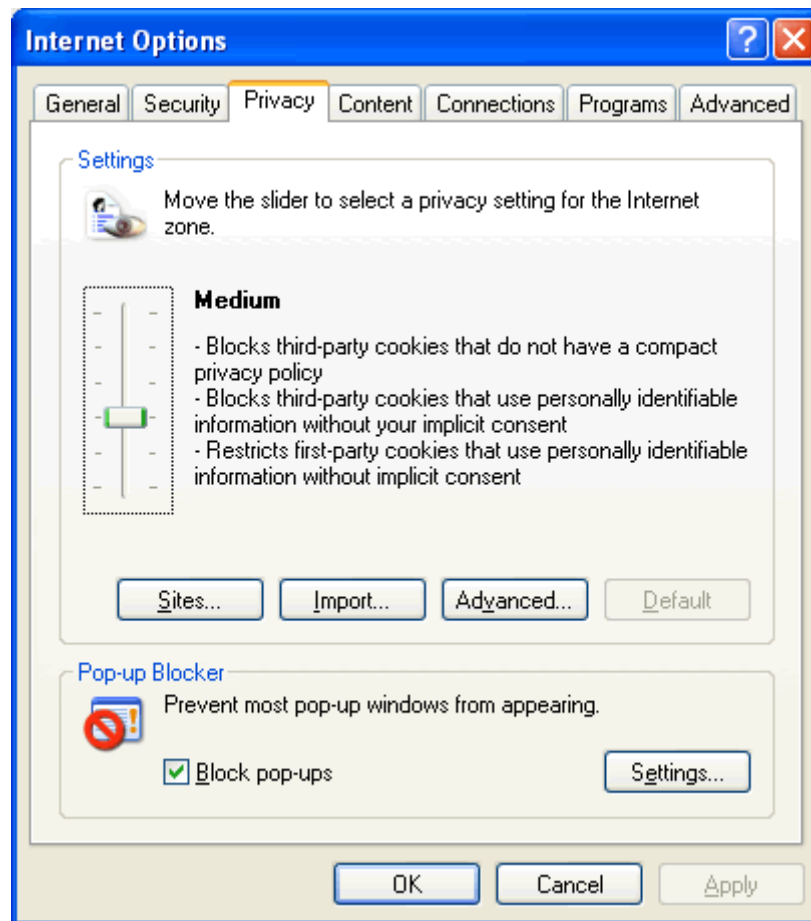 Internet Options
General Security Privacy Content Connections Programs Advanced
Settings
Move the slider to select a privacy setting for the Internet
zone.
Medium
- Blocks third-party cookies that do not have a compact
privacy policy
- Blocks third-party cookies that use personally identifiable
information without your implicit consent
- Restricts first-party cookies that use personally identifiable
information without implicit consent
Sites... Import... Advanced... Default
Pop-up Blocker
Prevent most pop-up windows from appearing.
Block pop-ups Settings...
OK Cancel Apply